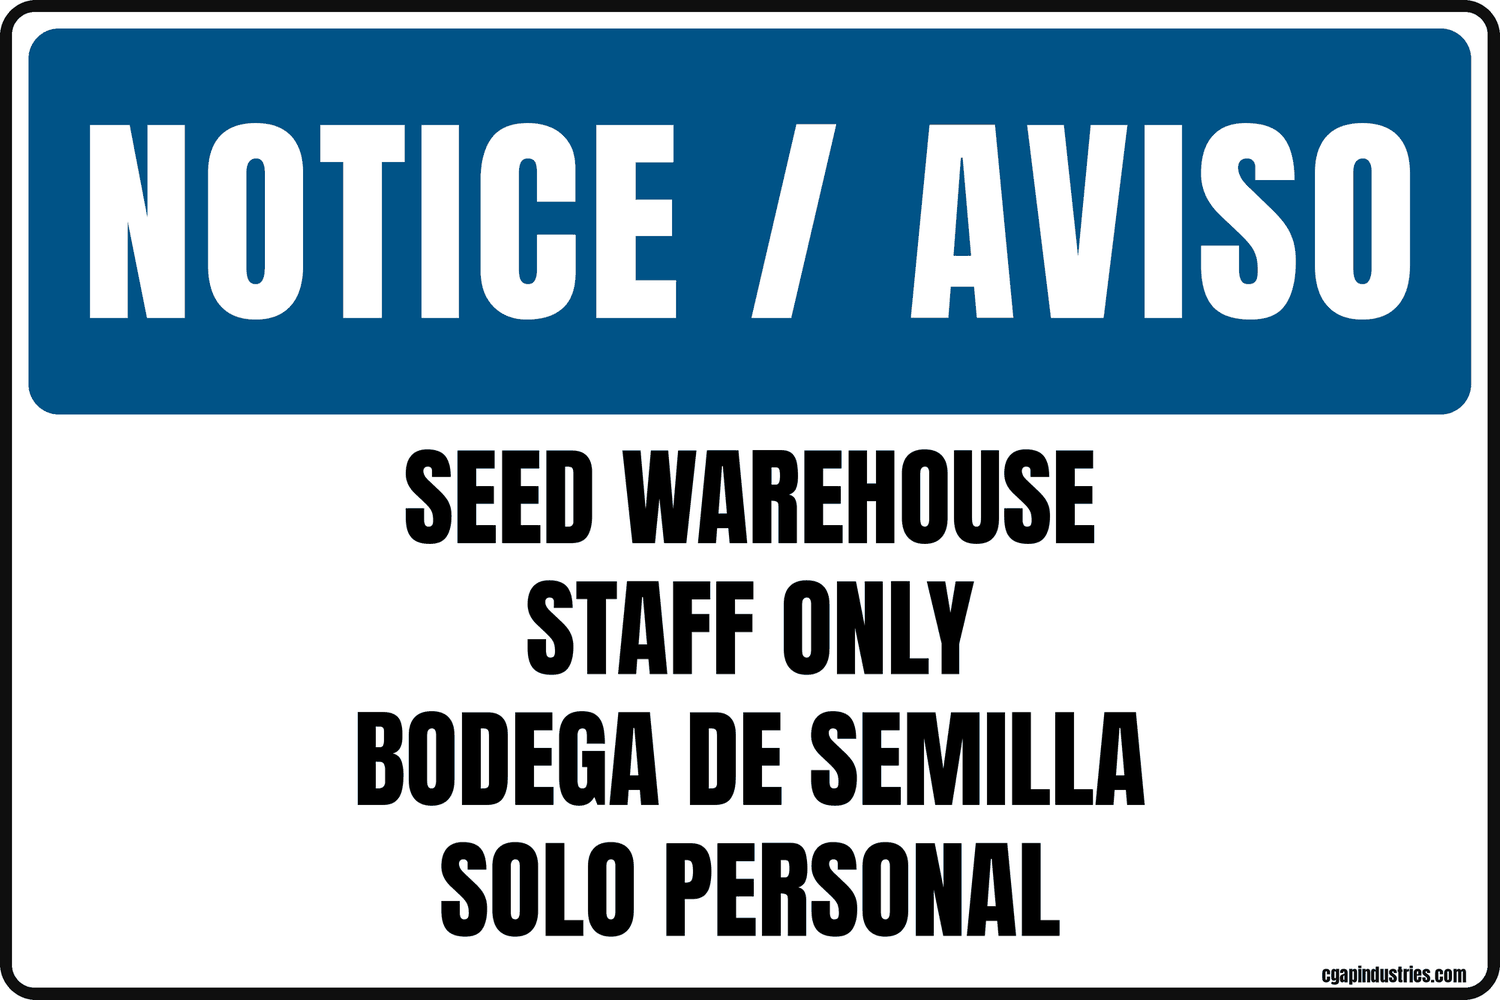 NOTICE / AVISO
SEED WAREHOUSE
STAFF ONLY
BODEGA DE SEMILLA
SOLO PERSONAL
cgapindustries.com